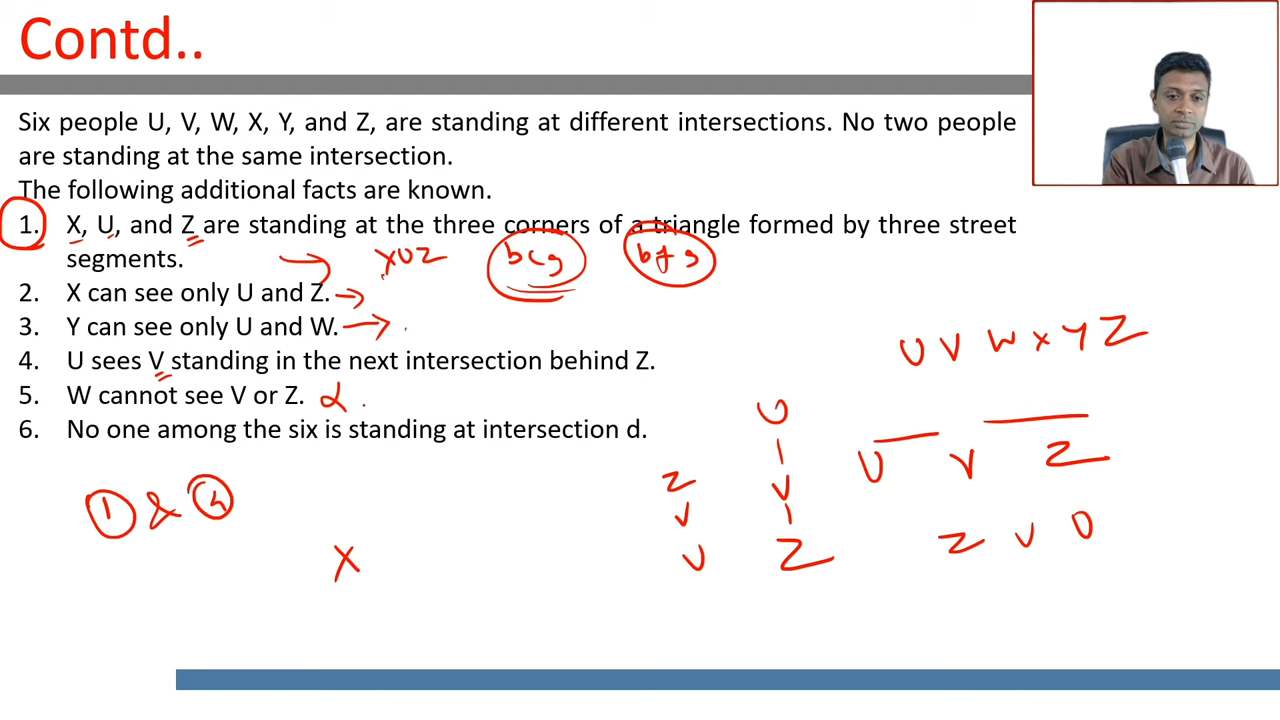 Contd..
Six people U, V, W, X, Y, and Z, are standing at different intersections. No two people
are standing at the same intersection.
The following additional facts are known.
1. X, U, and Z are standing at the three corners of a triangle formed by three street
segments. XUZ bcg bfg
2. X can see only U and Z.
3. Y can see only U and W.
U V W X Y Z
4. U sees V standing in the next intersection behind Z.
5. W cannot see V or Z.
6. No one among the six is standing at intersection d.
U
U V Z
Z V
V
1 &
Z V U
U Z
X